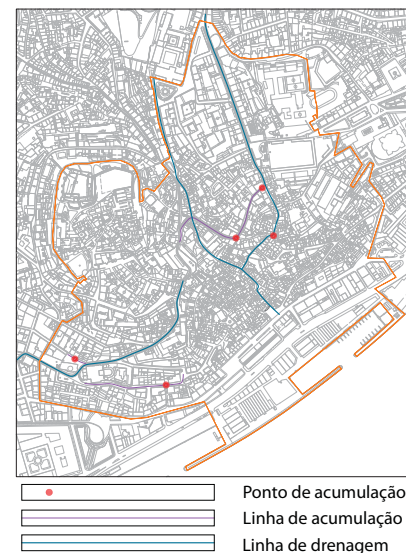 Ponto de acumulação
Linha de acumulação
Linha de drenagem